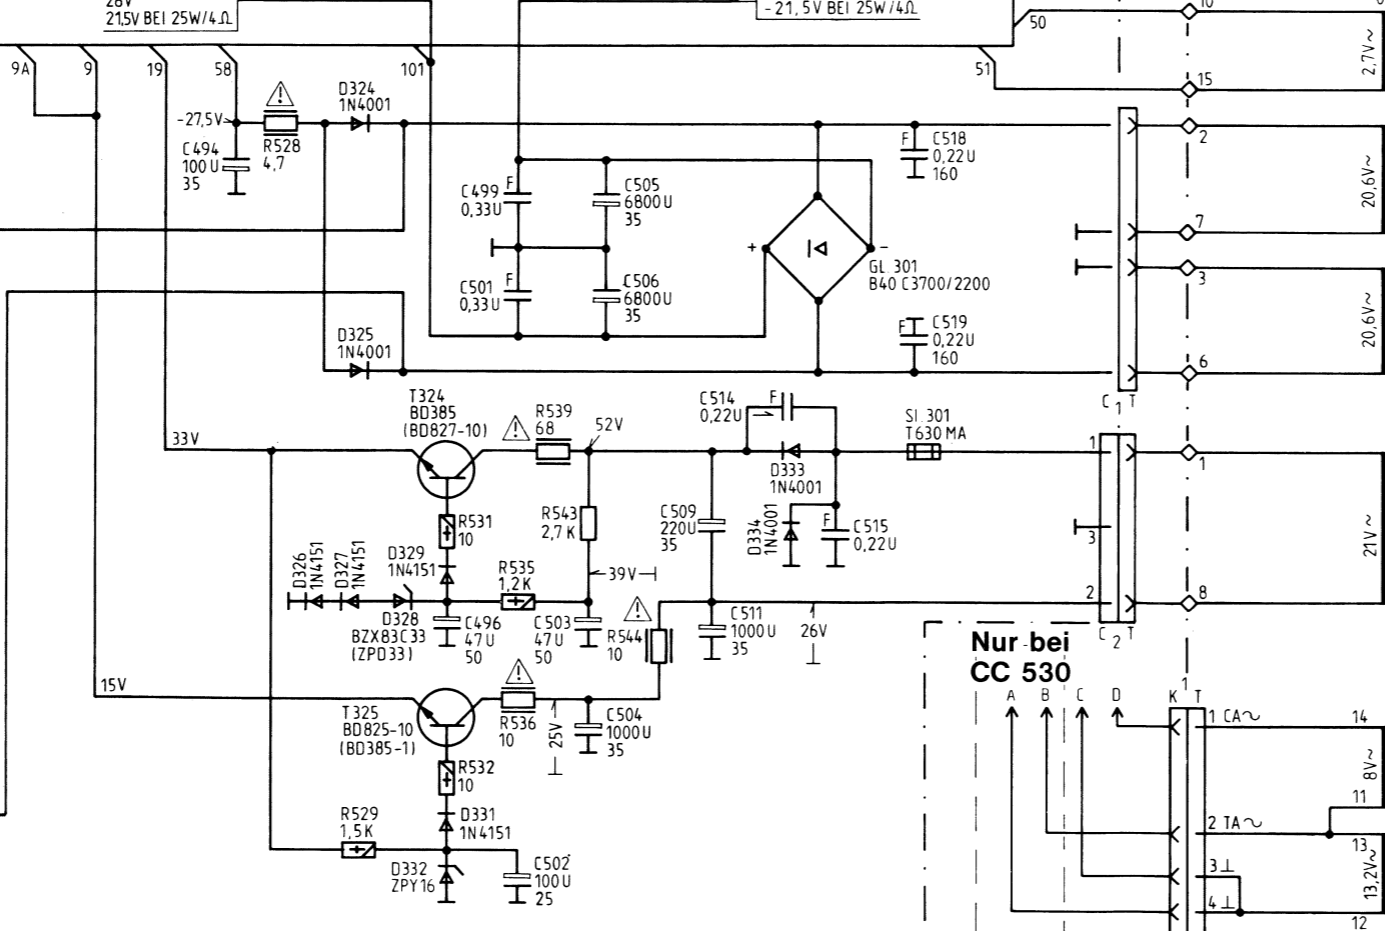 28V
21,5V BEI 25W/4Ω
-21,5V BEI 25W/4Ω
10
50
2,7V~
9A
9
19
58
101
51
15
D324
1N4001
-27,5V
R528
4,7
C494
100U
35
F
C518
0,22U
160
2
20,6V~
F
C499
0,33U
C505
6800U
35
7
+
-
GL 301
B40 C3700/2200
3
F
C501
0,33U
C506
6800U
35
D325
1N4001
F
C519
0,22U
160
20,6V~
6
C 1 T
T324
BD385
(BD827-10)
R539
68
52V
C514
0,22U
F
SI.301
T630MA
33V
D333
1N4001
1
1
R531
10
R543
2,7K
C509
220U
35
D334
1N4001
F
C515
0,22U
3
21V~
D326
1N4151
D327
1N4151
D329
1N4151
R535
1,2K
39V
D328
BZX83C33
(ZPD33)
C496
47U
50
C503
47U
50
R544
10
C511
1000U
35
26V
2
8
C 2 T
Nur bei
CC 530
15V
T325
BD825-10
(BD385-1)
R536
10
25V
C504
1000U
35
A
B
C
D
K
1
T
1 CA~
14
8V~
R532
10
11
R529
1,5K
D331
1N4151
2 TA~
13
D332
ZPY16
C502
100U
25
3⊥
13,2V~
4⊥
12